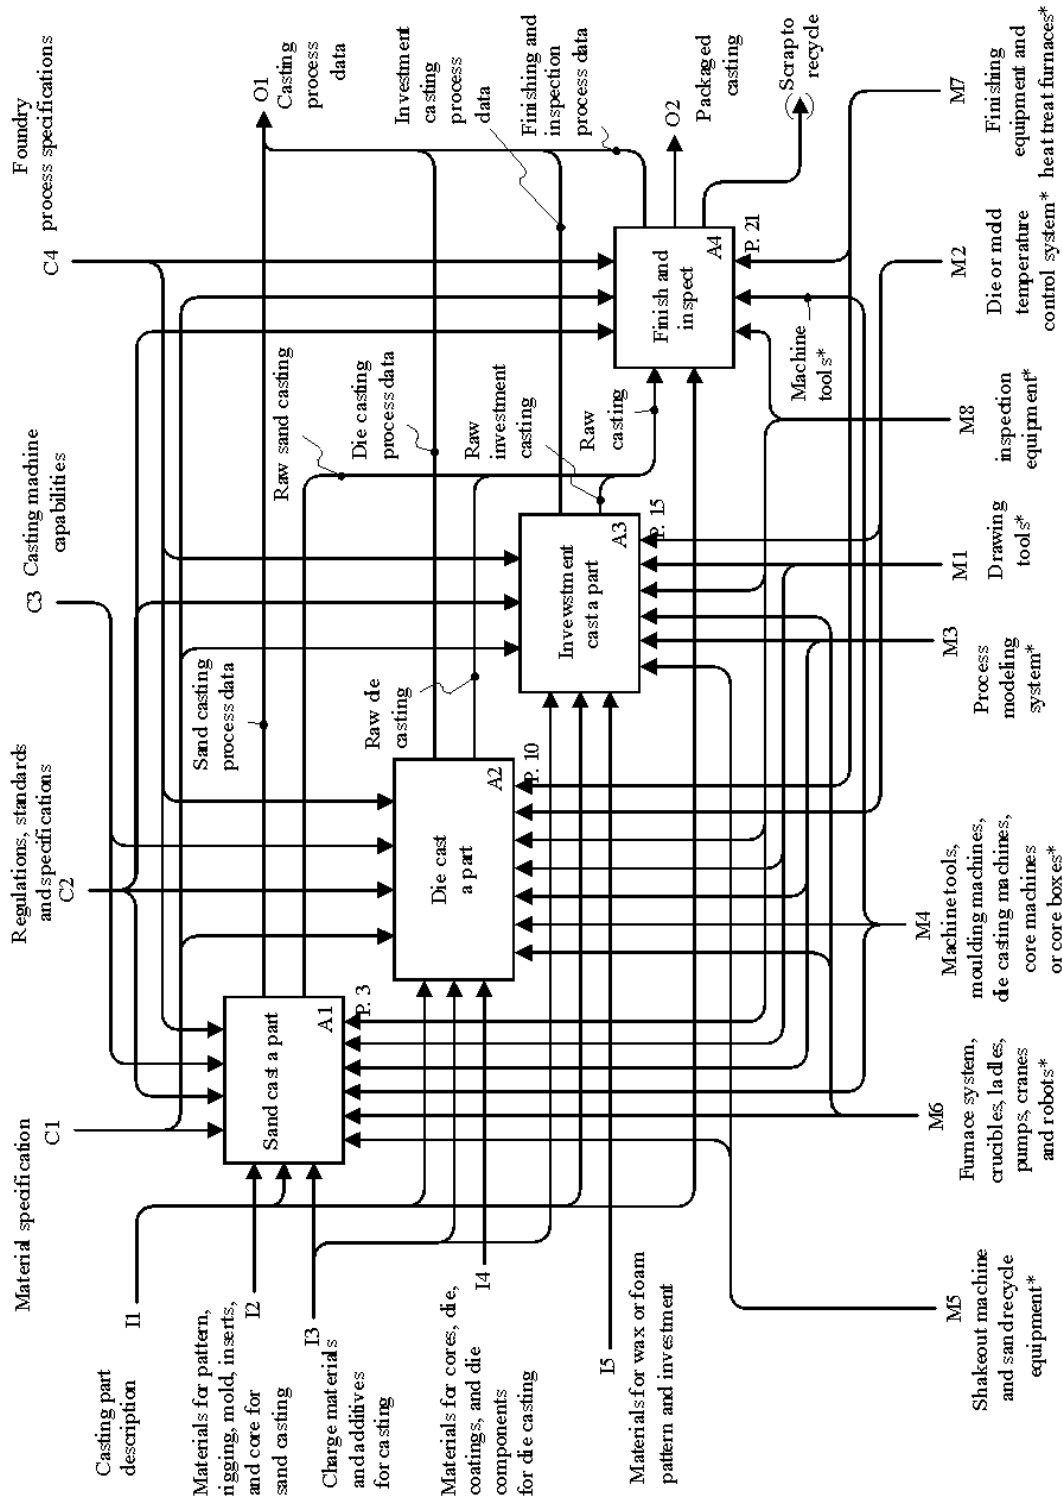 Material specification
C1
Regulations, standards
and specifications
C2
C3
Casting machine
capabilities
C4
Foundry
process specifications
Casting part
description
I1
Materials for pattern,
rigging, mold, inserts,
and core for
sand casting
I2
I3
Charge materials
and additives
for casting
Materials for cores, die,
coatings, and die
components
for die casting
I4
I5
Materials for wax or foam
pattern and investment
Sand cast a part
A1
P. 3
Sand casting
process data
Raw sand casting
Die cast
a part
A2
P. 10
Raw die
casting
Die casting
process data
Invewstment
cast a part
A3
P. 15
Raw
investment
casting
Raw
casting
Investment
casting
process
data
Finish and
inspect
A4
P. 21
Finishing and
inspection
process data
O1
Casting
process
data
O2
Packaged
casting
Scrap to
recycle
Machine
tools*
M5
Shakeout machine
and sand recycle
equipment*
M6
Furnace system,
crucibles, ladles,
pumps, cranes
and robots*
M4
Machine tools,
moulding machines,
die casting machines,
core machines
or core boxes*
M3
Process
modeling
system*
M1
Drawing
tools*
M8
inspection
equipment*
M2
Die or mold
temperature
control system*
M7
Finishing
equipment and
heat treat furnaces*